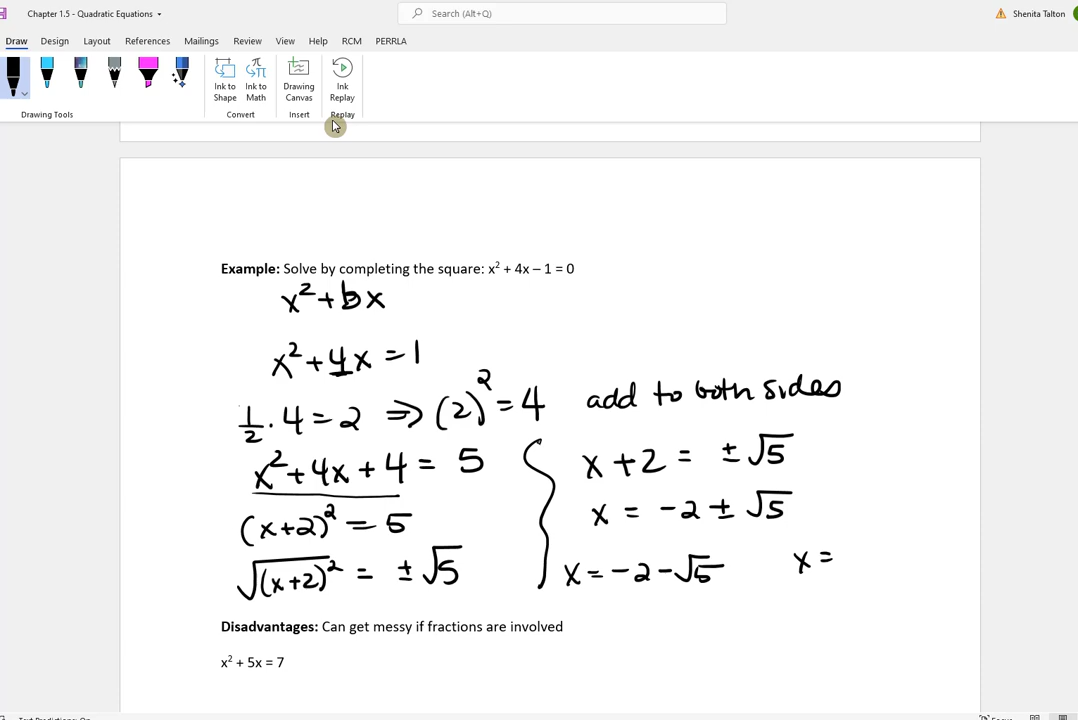 Chapter 1.5 - Quadratic Equations
Search (Alt+Q)
Shenita Talton
Draw Design Layout References Mailings Review View Help RCM PERRLA
Ink to Shape
Ink to Math
Drawing Canvas
Ink Replay
Drawing Tools Convert Insert Replay
Example: Solve by completing the square: x² + 4x – 1 = 0
x² + bx
x² + 4x = 1
1/2 · 4 = 2 ⇒ (2)² = 4 add to both sides
x² + 4x + 4 = 5
(x+2)² = 5
√(x+2)² = ± √5
x + 2 = ± √5
x = -2 ± √5
x = -2 - √5 x =
Disadvantages: Can get messy if fractions are involved
x² + 5x = 7